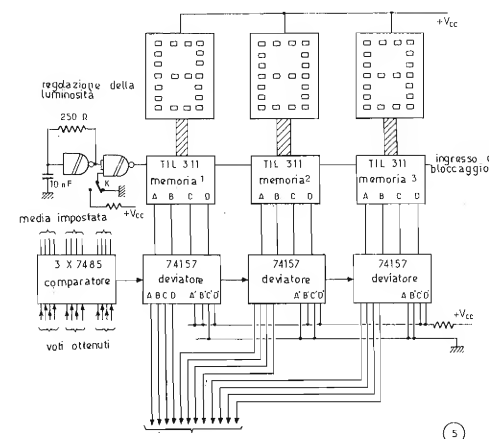 +Vcc
regolazione della
luminosità
250 Ω
10 nF
K
+Vcc
TIL 311
memoria 1
A B C D
TIL 311
memoria 2
A B C D
TIL 311
memoria 3
A B C D
ingresso
bloccaggio
media impostata
3 X 7485
comparatore
voti ottenuti
74157
deviatore
A B C D
A' B' C' D'
74157
deviatore
A' B' C' D'
74157
deviatore
A' B' C' D'
+Vcc
5